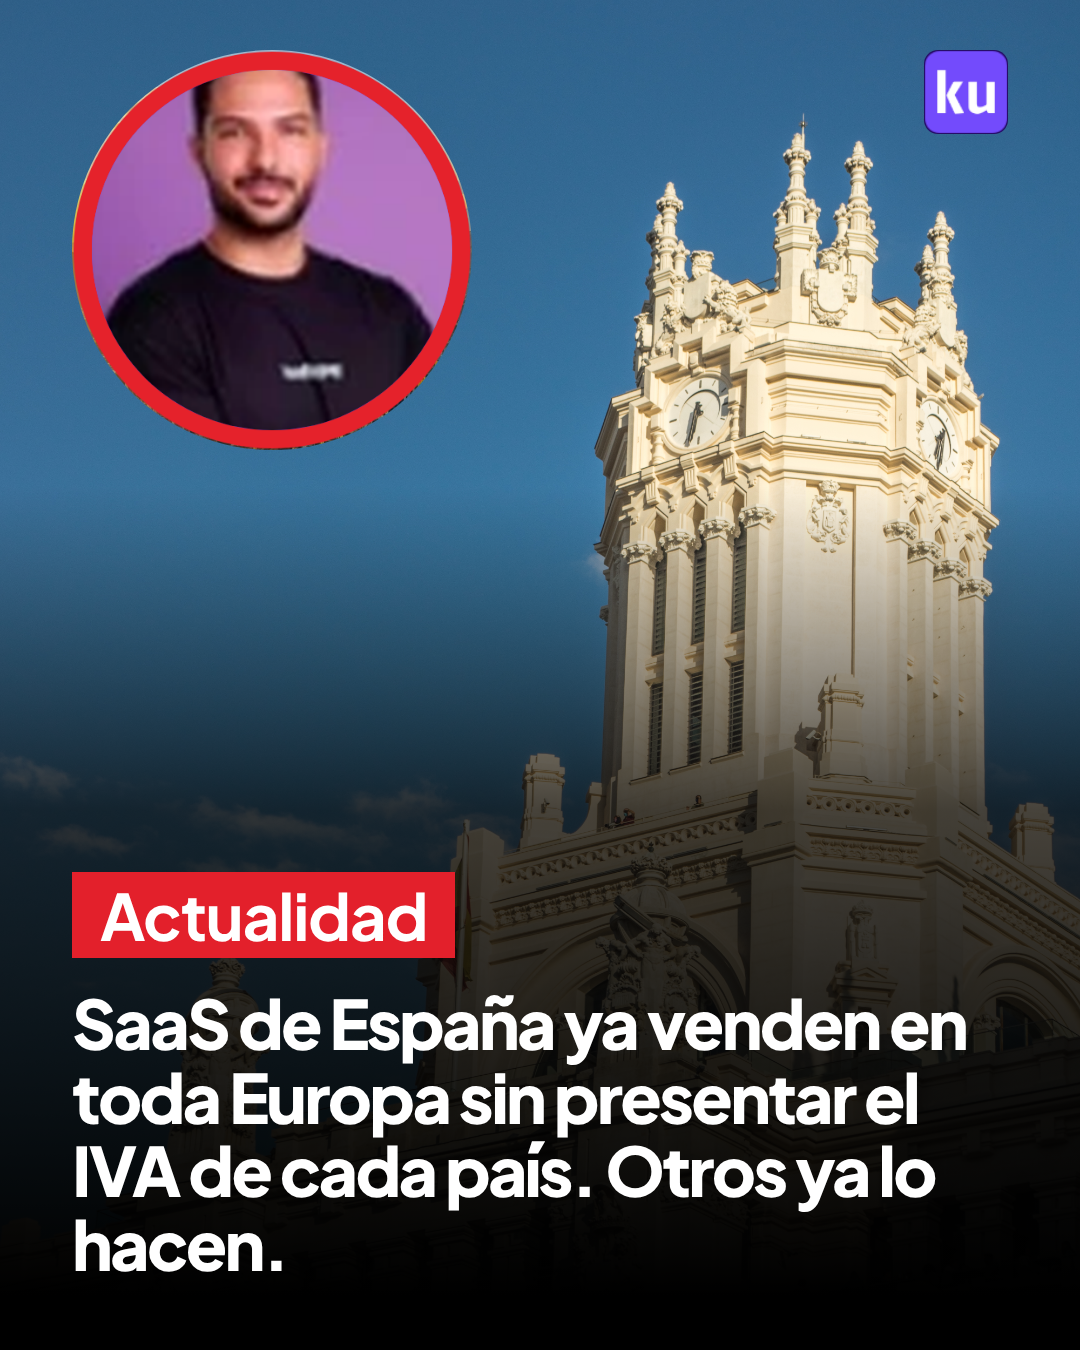 ku
Actualidad
SaaS de España ya venden en
toda Europa sin presentar el
IVA de cada país. Otros ya lo
hacen.